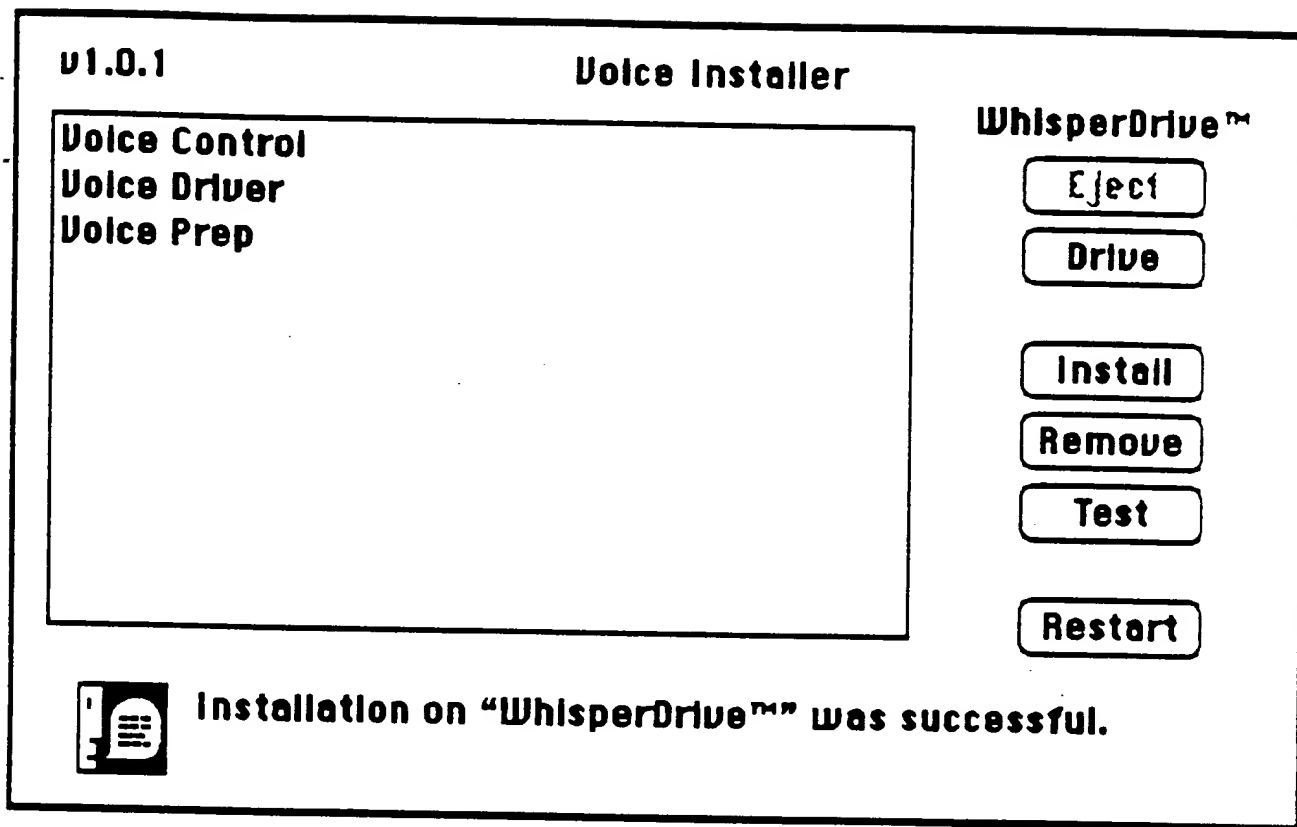 v1.0.1
Voice Installer
Voice Control
Voice Driver
Voice Prep
WhisperDrive™
Eject
Drive
Install
Remove
Test
Restart
Installation on “WhisperDrive™” was successful.